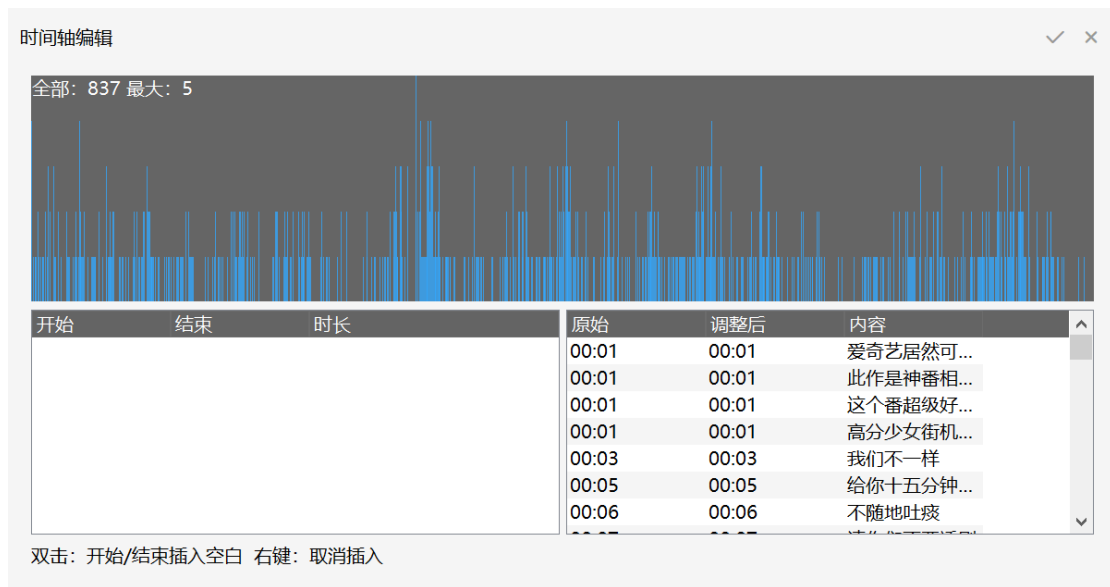 时间轴编辑
全部：837 最大：5
开始 结束 时长
原始 调整后 内容
00:01 00:01 爱奇艺居然可...
00:01 00:01 此作是神番相...
00:01 00:01 这个番超级好...
00:01 00:01 高分少女街机...
00:03 00:03 我们不一样
00:05 00:05 给你十五分钟...
00:06 00:06 不随地吐痰
双击：开始/结束插入空白 右键：取消插入